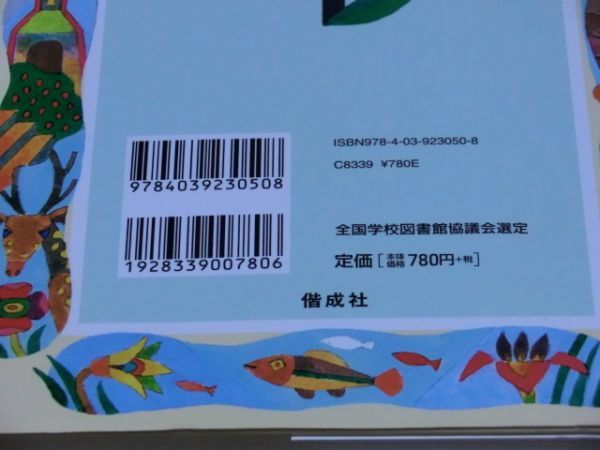 ISBN978-4-03-923050-8
C8339 ¥780E
9784039230508
1928339007806
全国学校図書館協議会選定
定価[本体価格780円+税]
偕成社